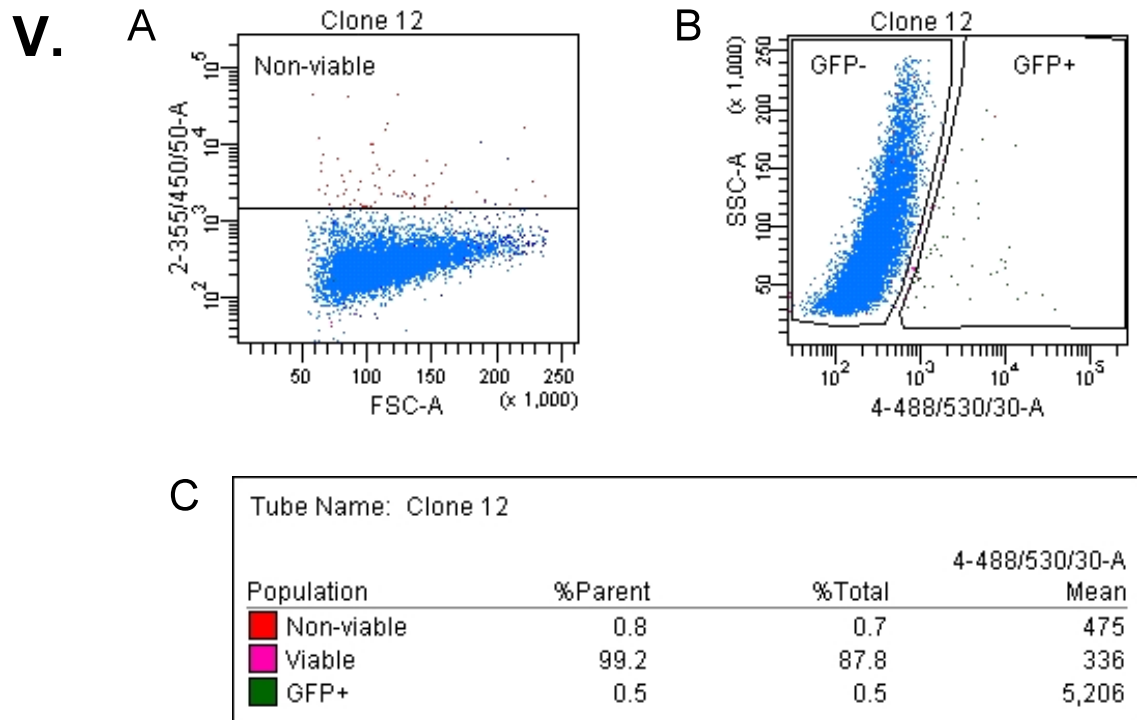 V.
A
Clone 12
Non-viable
2-355/450/50-A
10^5
10^4
10^3
10^2
50 100 150 200 250
FSC-A (x 1,000)
B
Clone 12
GFP- GFP+
SSC-A (x 1,000)
250
200
150
100
50
10^2 10^3 10^4 10^5
4-488/530/30-A
C
Tube Name: Clone 12
4-488/530/30-A
Population %Parent %Total Mean
Non-viable 0.8 0.7 475
Viable 99.2 87.8 336
GFP+ 0.5 0.5 5,206